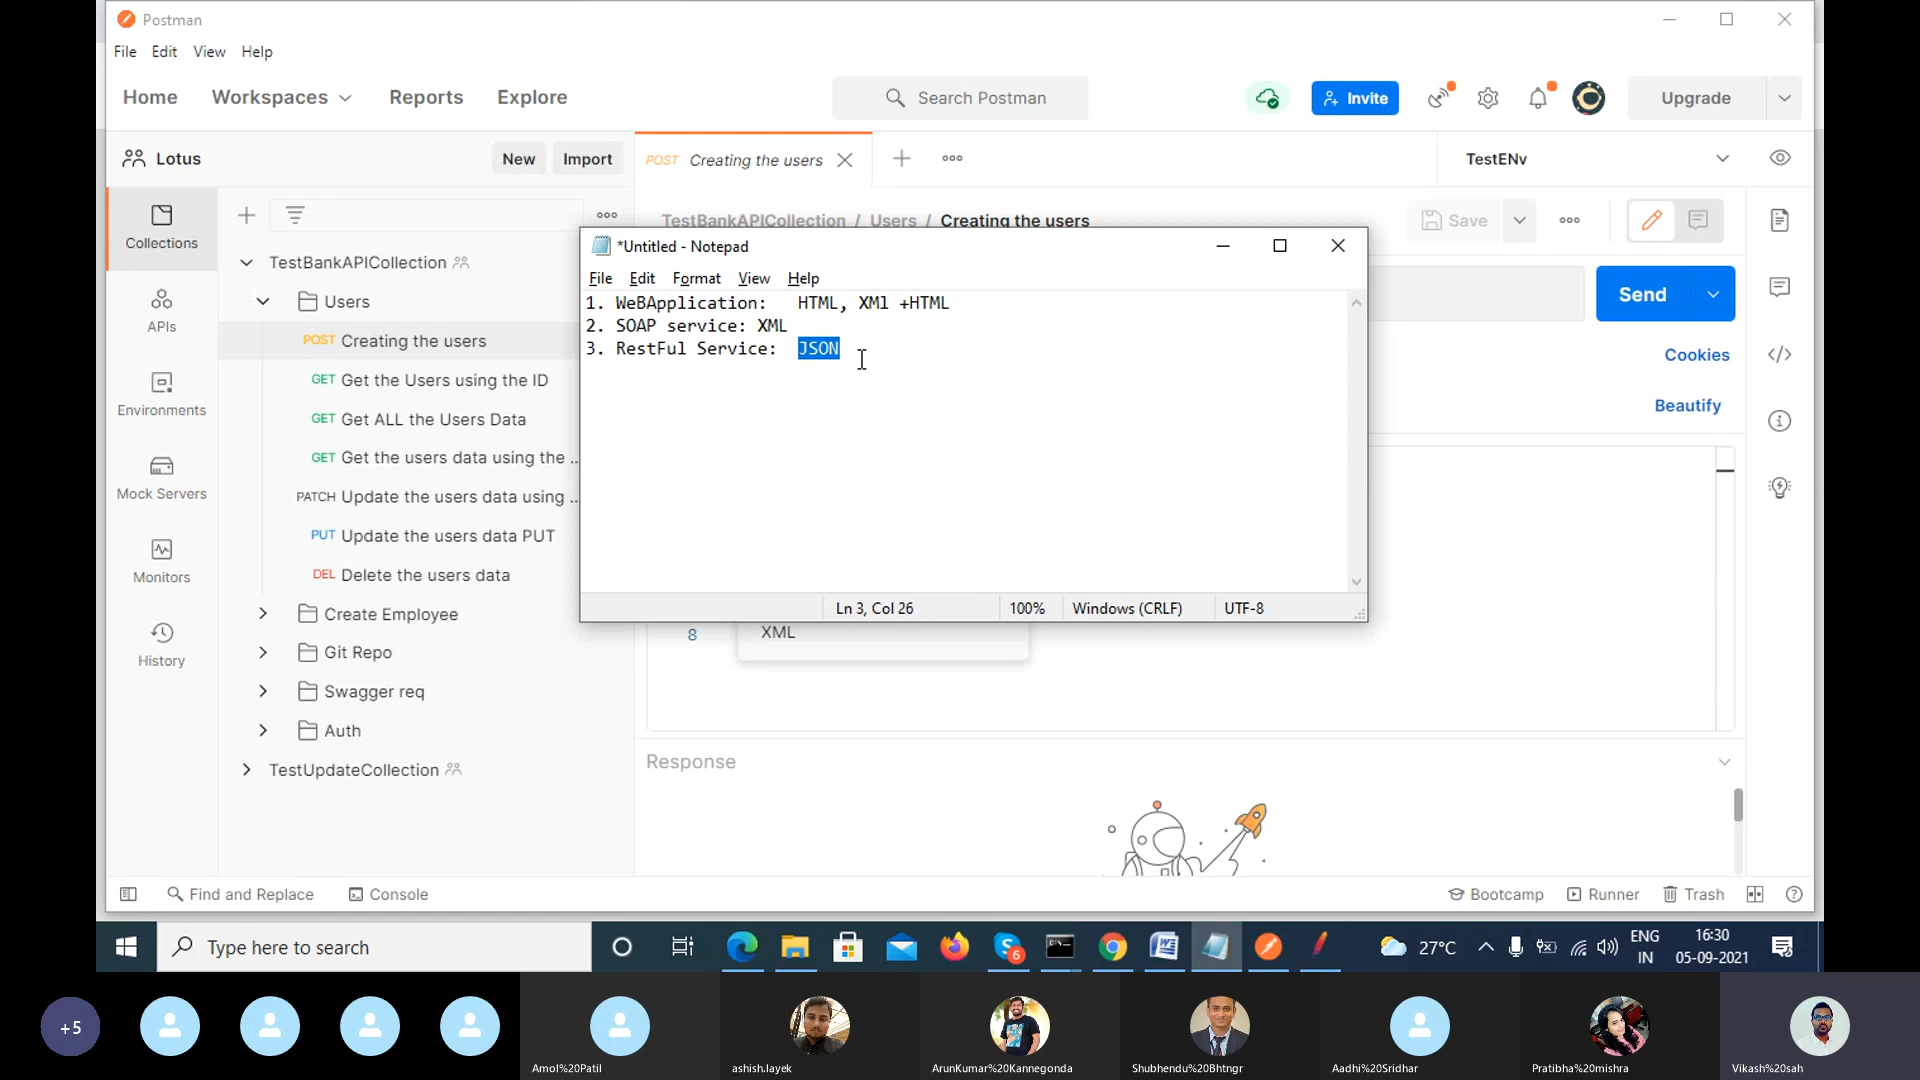 Postman
File Edit View Help
Home Workspaces Reports Explore
Search Postman
Invite
Upgrade
Lotus
New Import
POST Creating the users
TestENv
Collections
TestBankAPICollection / Users / Creating the users
Save
TestBankAPICollection
*Untitled - Notepad
File Edit Format View Help
Users
1. WeBApplication: HTML, XMl +HTML
2. SOAP service: XML
3. RestFul Service: JSON
Send
APIs
POST Creating the users
Cookies
GET Get the Users using the ID
Environments
Beautify
GET Get ALL the Users Data
GET Get the users data using the ..
Mock Servers
PATCH Update the users data using ..
PUT Update the users data PUT
Monitors
DEL Delete the users data
Ln 3, Col 26 100% Windows (CRLF) UTF-8
Create Employee
8 XML
History
Git Repo
Swagger req
Auth
Response
TestUpdateCollection
Find and Replace Console
Bootcamp Runner Trash
Type here to search
6
27°C
ENG
IN
16:30
05-09-2021
+5
Amol%20Patil
ashish.layek
ArunKumar%20Kannegonda
Shubhendu%20Bhtngr
Aadhi%20Sridhar
Pratibha%20mishra
Vikash%20sah